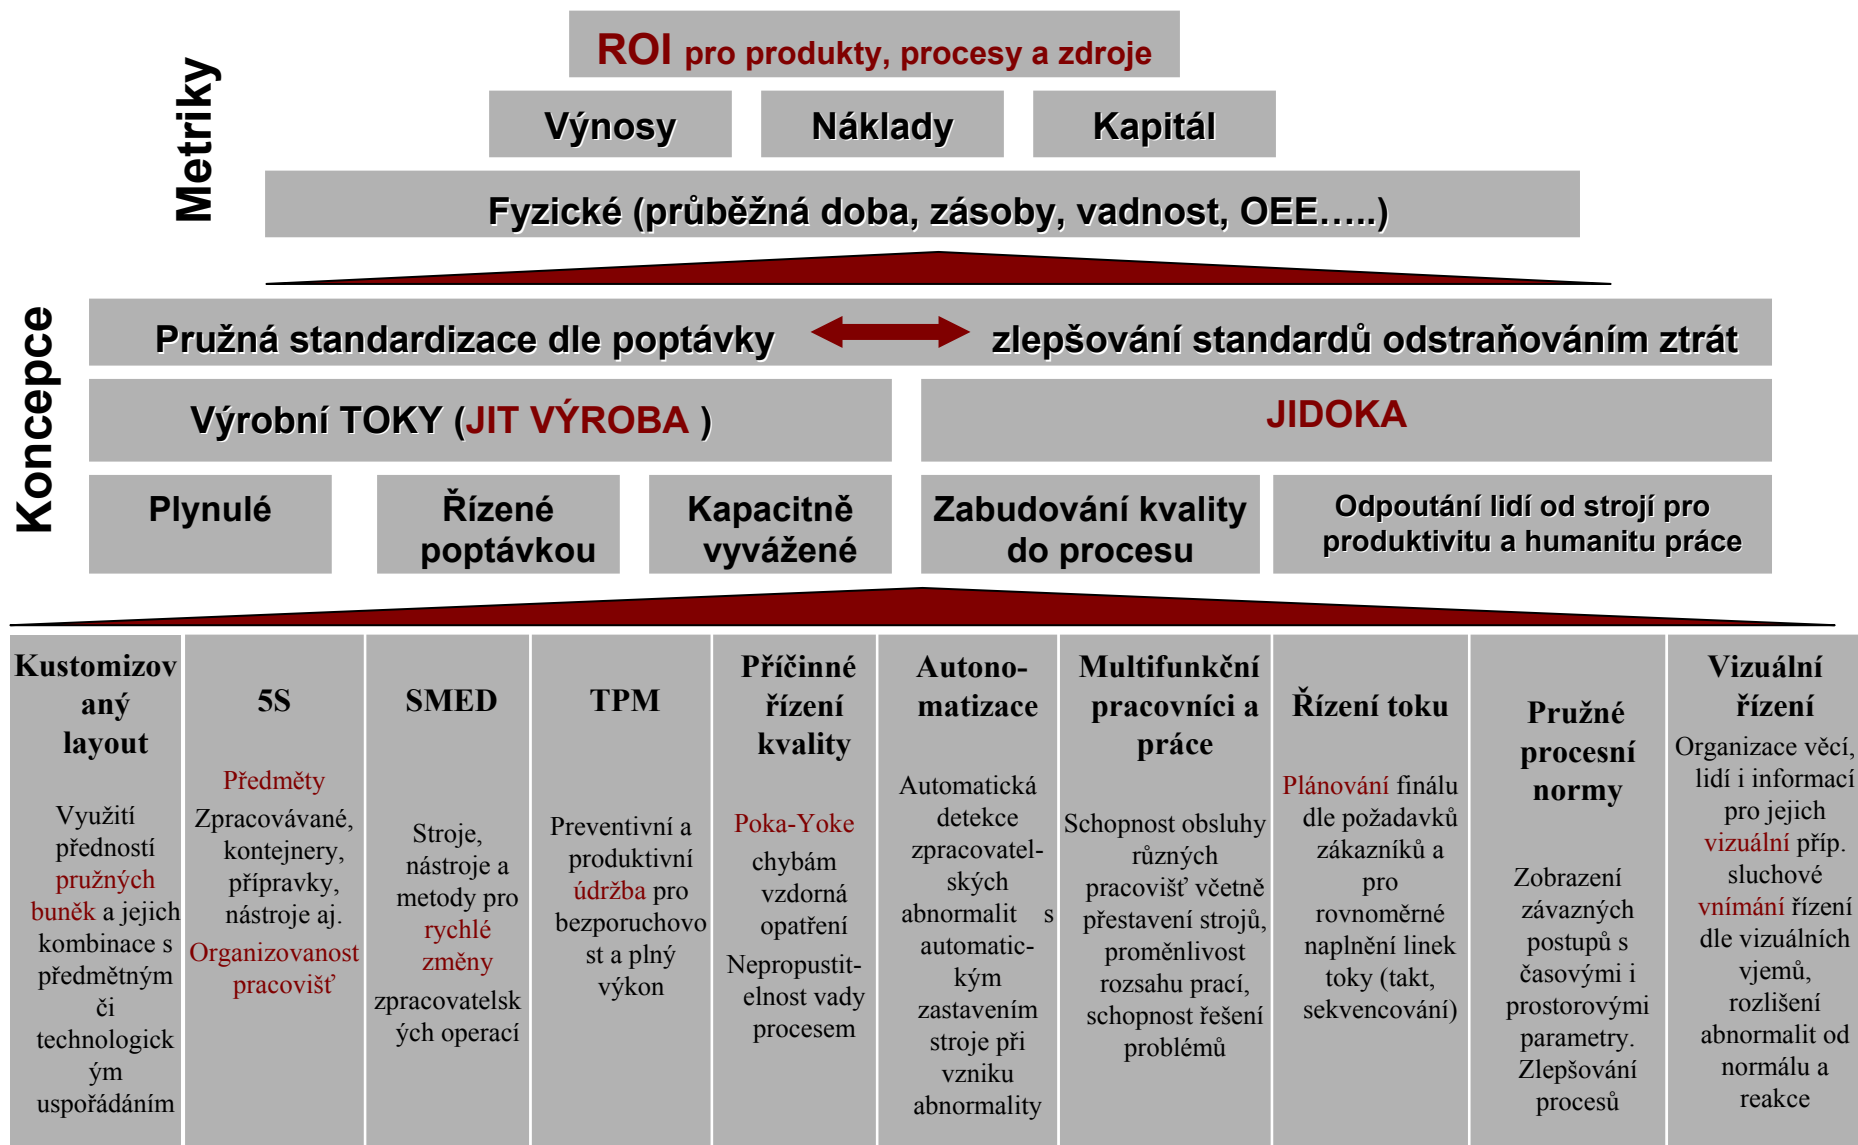 Metriky
ROI pro produkty, procesy a zdroje
Výnosy
Náklady
Kapitál
Fyzické (průběžná doba, zásoby, vadnost, OEE…..)
Koncepce
Pružná standardizace dle poptávky
zlepšování standardů odstraňováním ztrát
Výrobní TOKY (JIT VÝROBA )
JIDOKA
Plynulé
Řízené
poptávkou
Kapacitně
vyvážené
Zabudování kvality
do procesu
Odpoutání lidí od strojí pro
produktivitu a humanitu práce
Kustomizov
aný
layout
Využití
předností
pružných
buněk a jejich
kombinace s
předmětným
či
technologick
ým
uspořádáním
5S
Předměty
Zpracovávané,
kontejnery,
přípravky,
nástroje aj.
Organizovanost
pracovišť
SMED
Stroje,
nástroje a
metody pro
rychlé
změny
zpracovatelsk
ých operací
TPM
Preventivní a
produktivní
údržba pro
bezporuchovo
st a plný
výkon
Příčinné
řízení
kvality
Poka-Yoke
chybám
vzdorná
opatření
Nepropustit-
elnost vady
procesem
Autono-
matizace
Automatická
detekce
zpracovatel-
ských
abnormalit s
automatic-
kým
zastavením
stroje při
vzniku
abnormality
Multifunkční
pracovníci a
práce
Schopnost obsluhy
různých
pracovišť včetně
přestavení strojů,
proměnlivost
rozsahu prací,
schopnost řešení
problémů
Řízení toku
Plánování finálu
dle požadavků
zákazníků a
pro
rovnoměrné
naplnění linek
toky (takt,
sekvencování)
Pružné
procesní
normy
Zobrazení
závazných
postupů s
časovými i
prostorovými
parametry.
Zlepšování
procesů
Vizuální
řízení
Organizace věcí,
lidí i informací
pro jejich
vizuální příp.
sluchové
vnímání řízení
dle vizuálních
vjemů,
rozlišení
abnormalit od
normálu a
reakce